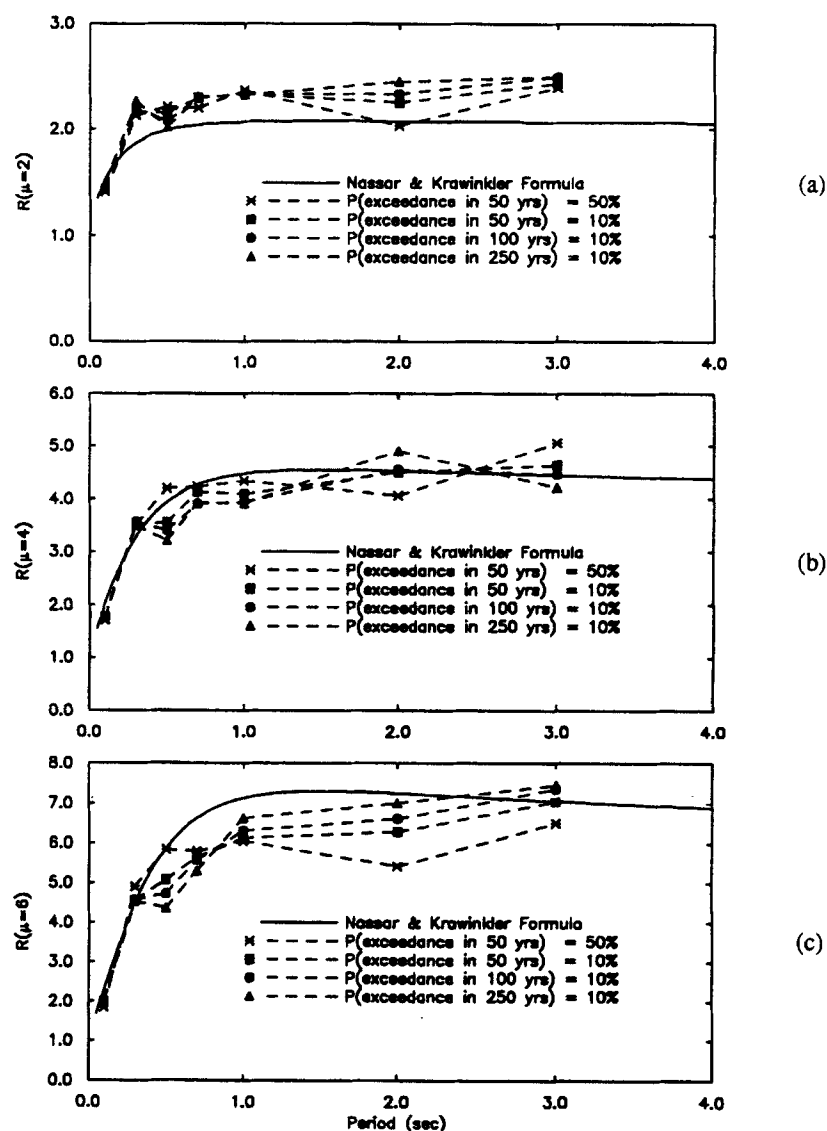 3.0
2.0
1.0
0.0
R(μ=2)
Nassar & Krawinkler Formula
P(exceedance in 50 yrs) = 50%
P(exceedance in 50 yrs) = 10%
P(exceedance in 100 yrs) = 10%
P(exceedance in 250 yrs) = 10%
0.0 1.0 2.0 3.0 4.0
(a)
6.0
5.0
4.0
3.0
2.0
1.0
0.0
R(μ=4)
Nassar & Krawinkler Formula
P(exceedance in 50 yrs) = 50%
P(exceedance in 50 yrs) = 10%
P(exceedance in 100 yrs) = 10%
P(exceedance in 250 yrs) = 10%
0.0 1.0 2.0 3.0 4.0
(b)
8.0
7.0
6.0
5.0
4.0
3.0
2.0
1.0
0.0
R(μ=6)
Nassar & Krawinkler Formula
P(exceedance in 50 yrs) = 50%
P(exceedance in 50 yrs) = 10%
P(exceedance in 100 yrs) = 10%
P(exceedance in 250 yrs) = 10%
0.0 1.0 2.0 3.0 4.0
Period (sec)
(c)